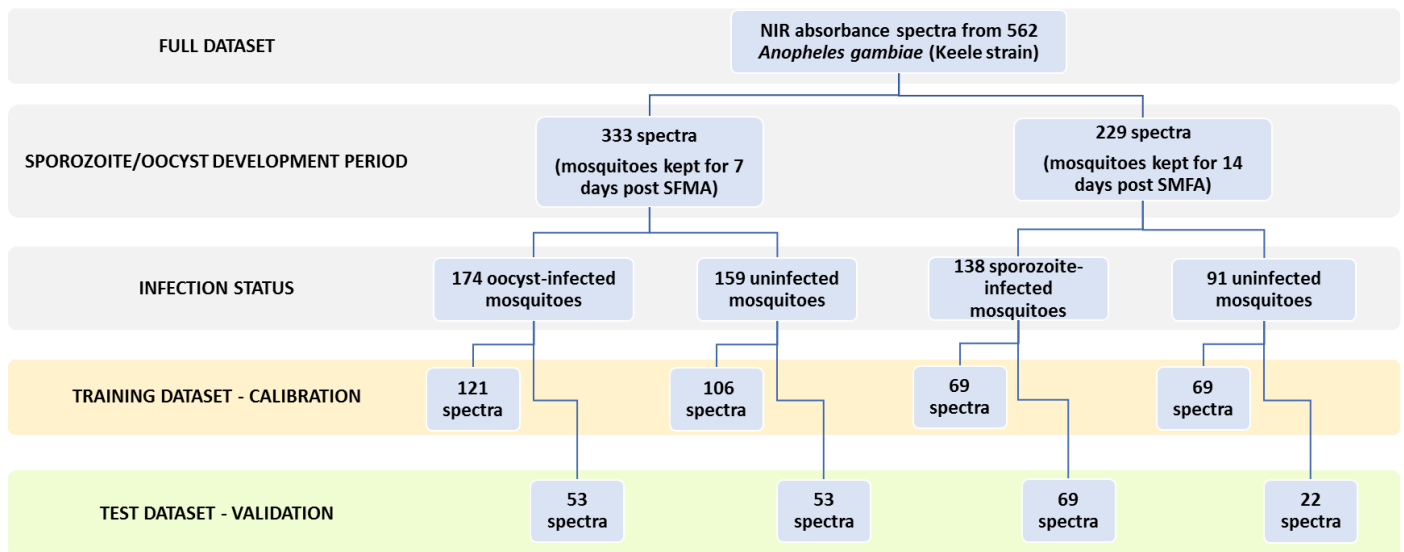 FULL DATASET
NIR absorbance spectra from 562
Anopheles gambiae (Keele strain)
SPOROZOITE/OOCYST DEVELOPMENT PERIOD
333 spectra
(mosquitoes kept for 7
days post SFMA)
229 spectra
(mosquitoes kept for 14
days post SMFA)
INFECTION STATUS
174 oocyst-infected
mosquitoes
159 uninfected
mosquitoes
138 sporozoite-
infected
mosquitoes
91 uninfected
mosquitoes
TRAINING DATASET - CALIBRATION
121
spectra
106
spectra
69
spectra
69
spectra
TEST DATASET - VALIDATION
53
spectra
53
spectra
69
spectra
22
spectra